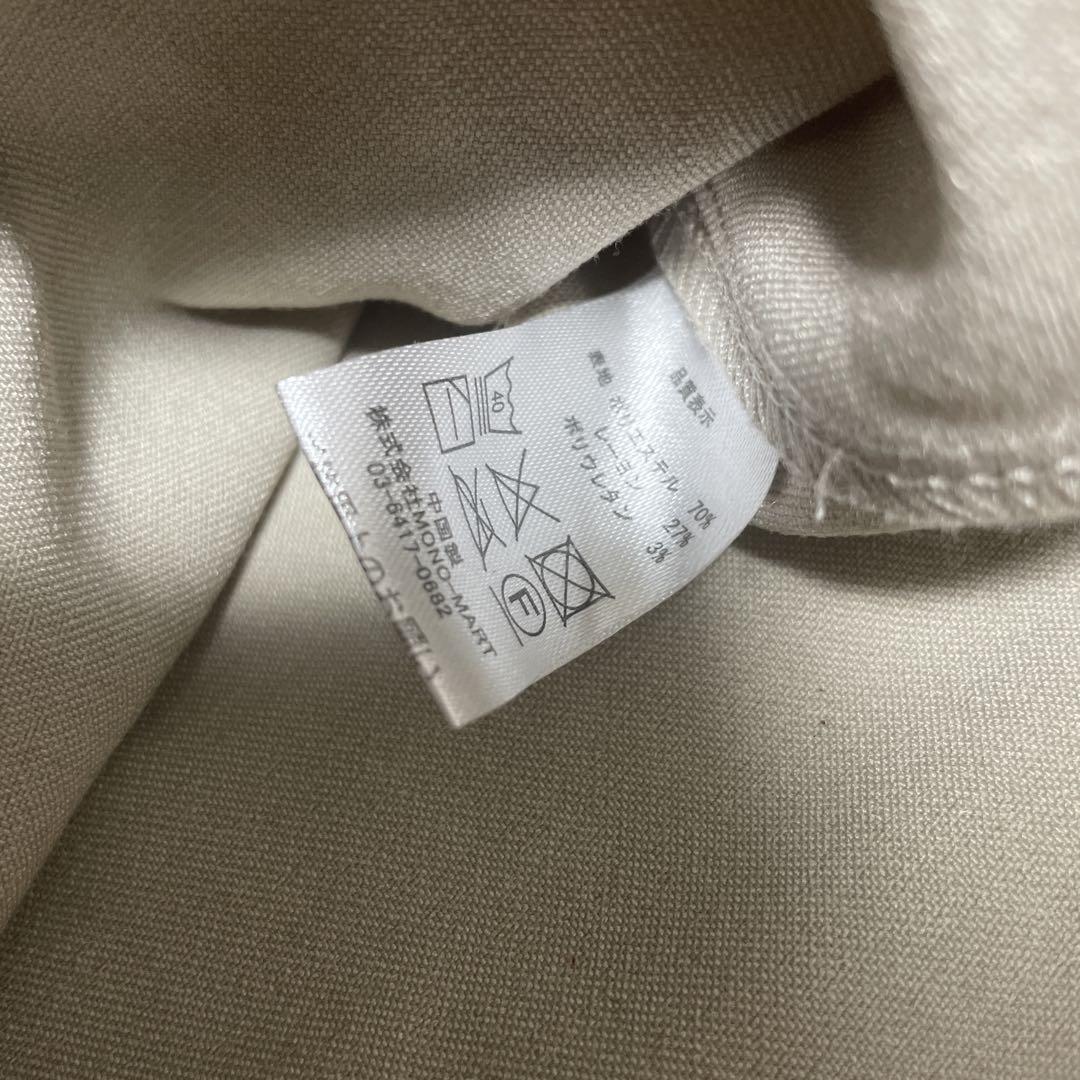 品質表示
表地 ポリエステル 70%
レーヨン 27%
ポリウレタン 3%
40
F
中国製
株式会社MONO-MART
03-6417-0682